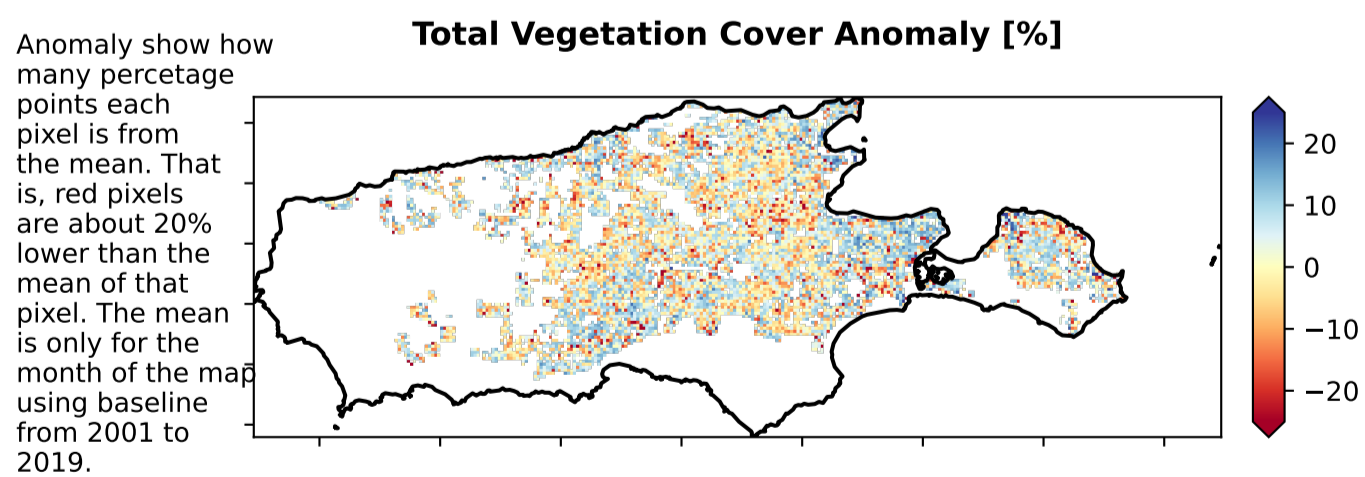 Total Vegetation Cover Anomaly [%]
Anomaly show how
many percetage
points each
pixel is from
the mean. That
is, red pixels
are about 20%
lower than the
mean of that
pixel. The mean
is only for the
month of the map
using baseline
from 2001 to
2019.
20
10
0
−10
−20